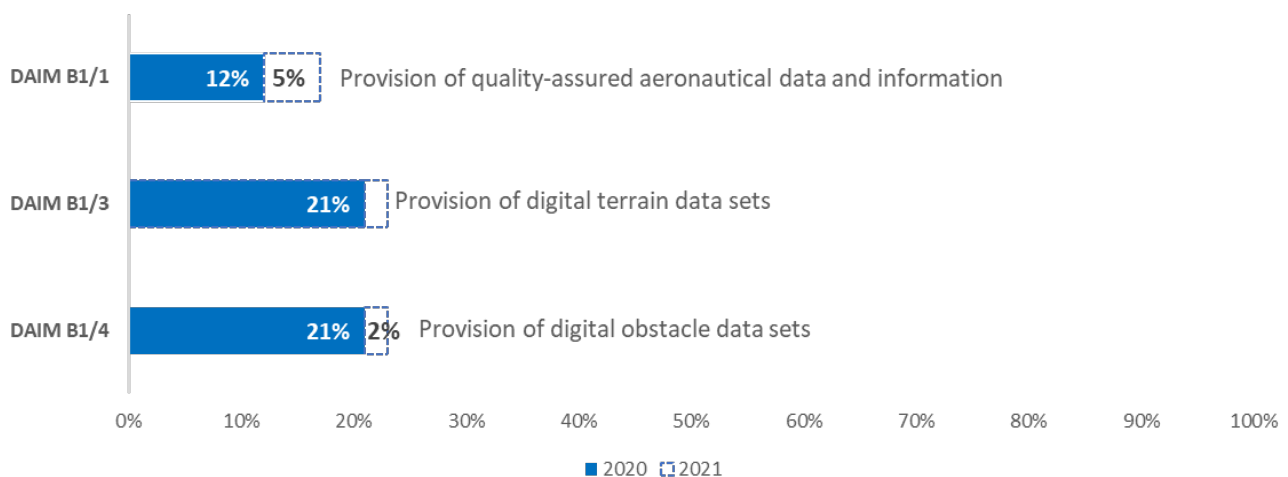 DAIM B1/1 12% 5% Provision of quality-assured aeronautical data and information
DAIM B1/3 21% Provision of digital terrain data sets
DAIM B1/4 21% 2% Provision of digital obstacle data sets
0% 10% 20% 30% 40% 50% 60% 70% 80% 90% 100%
2020 2021